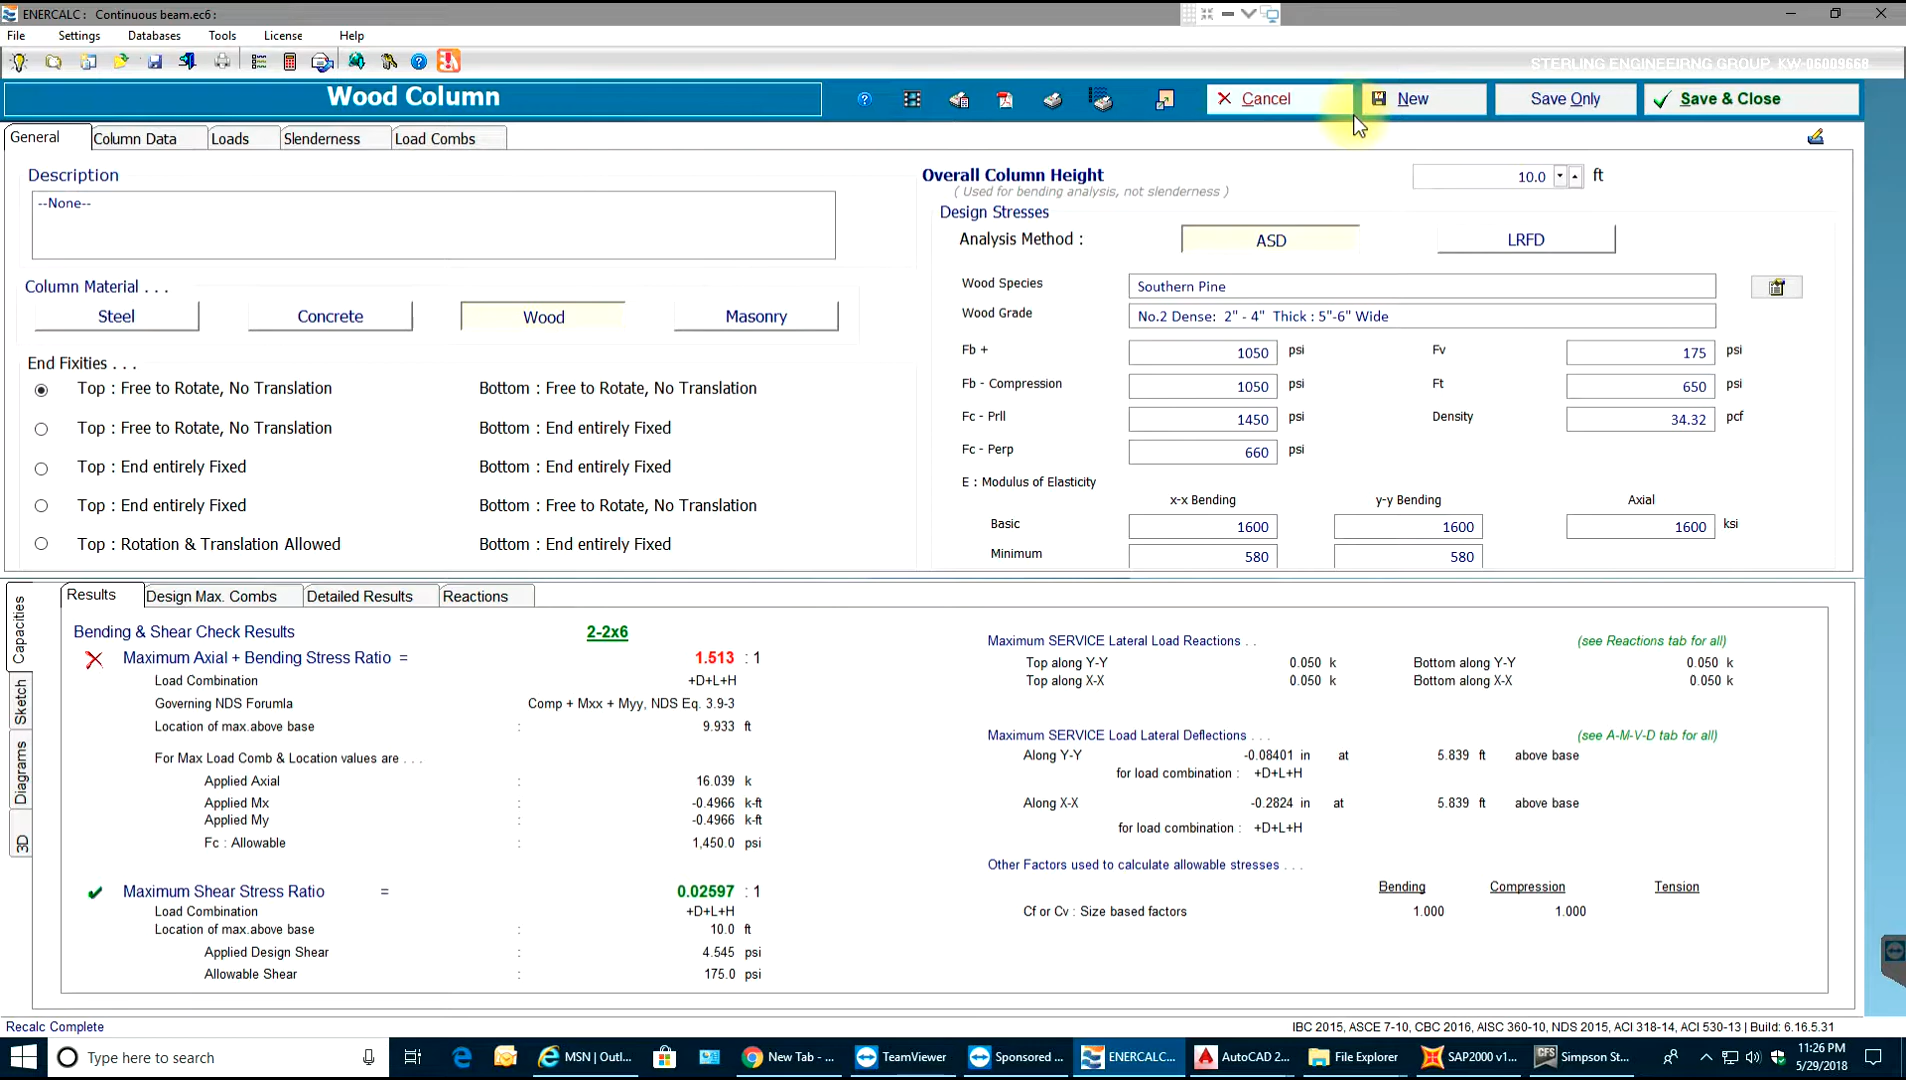 ENERCALC : Continuous beam.ec6 :
File Settings Databases Tools License Help
STERLING ENGINEEIRNG GROUP, KW-06009668
Wood Column
Cancel New Save Only Save & Close
General Column Data Loads Slenderness Load Combs
Description
--None--
Column Material . . .
Steel Concrete Wood Masonry
End Fixities . . .
Top : Free to Rotate, No Translation Bottom : Free to Rotate, No Translation
Top : Free to Rotate, No Translation Bottom : End entirely Fixed
Top : End entirely Fixed Bottom : End entirely Fixed
Top : End entirely Fixed Bottom : Free to Rotate, No Translation
Top : Rotation & Translation Allowed Bottom : End entirely Fixed
Overall Column Height 10.0 ft
( Used for bending analysis, not slenderness )
Design Stresses
Analysis Method : ASD LRFD
Wood Species Southern Pine
Wood Grade No.2 Dense: 2" - 4" Thick : 5"-6" Wide
Fb + 1050 psi Fv 175 psi
Fb - Compression 1050 psi Ft 650 psi
Fc - Prll 1450 psi Density 34.32 pcf
Fc - Perp 660 psi
E : Modulus of Elasticity
x-x Bending y-y Bending Axial
Basic 1600 1600 1600 ksi
Minimum 580 580
Capacities
Sketch
Diagrams
3D
Results Design Max. Combs Detailed Results Reactions
Bending & Shear Check Results 2-2x6
Maximum Axial + Bending Stress Ratio = 1.513 : 1
Load Combination +D+L+H
Governing NDS Forumla Comp + Mxx + Myy, NDS Eq. 3.9-3
Location of max.above base : 9.933 ft
For Max Load Comb & Location values are . . .
Applied Axial : 16.039 k
Applied Mx : -0.4966 k-ft
Applied My : -0.4966 k-ft
Fc : Allowable : 1,450.0 psi
Maximum Shear Stress Ratio = 0.02597 : 1
Load Combination +D+L+H
Location of max.above base : 10.0 ft
Applied Design Shear : 4.545 psi
Allowable Shear : 175.0 psi
Maximum SERVICE Lateral Load Reactions . . (see Reactions tab for all)
Top along Y-Y 0.050 k Bottom along Y-Y 0.050 k
Top along X-X 0.050 k Bottom along X-X 0.050 k
Maximum SERVICE Load Lateral Deflections . . . (see A-M-V-D tab for all)
Along Y-Y -0.08401 in at 5.839 ft above base
for load combination : +D+L+H
Along X-X -0.2824 in at 5.839 ft above base
for load combination : +D+L+H
Other Factors used to calculate allowable stresses . . .
Bending Compression Tension
Cf or Cv : Size based factors 1.000 1.000
Recalc Complete
IBC 2015, ASCE 7-10, CBC 2016, AISC 360-10, NDS 2015, ACI 318-14, ACI 530-13 | Build: 6.16.5.31
Type here to search
MSN | Outl...
New Tab - ...
TeamViewer
Sponsored ...
ENERCALC...
AutoCAD 2...
File Explorer
SAP2000 v1...
CFS
Simpson St...
11:26 PM
5/29/2018